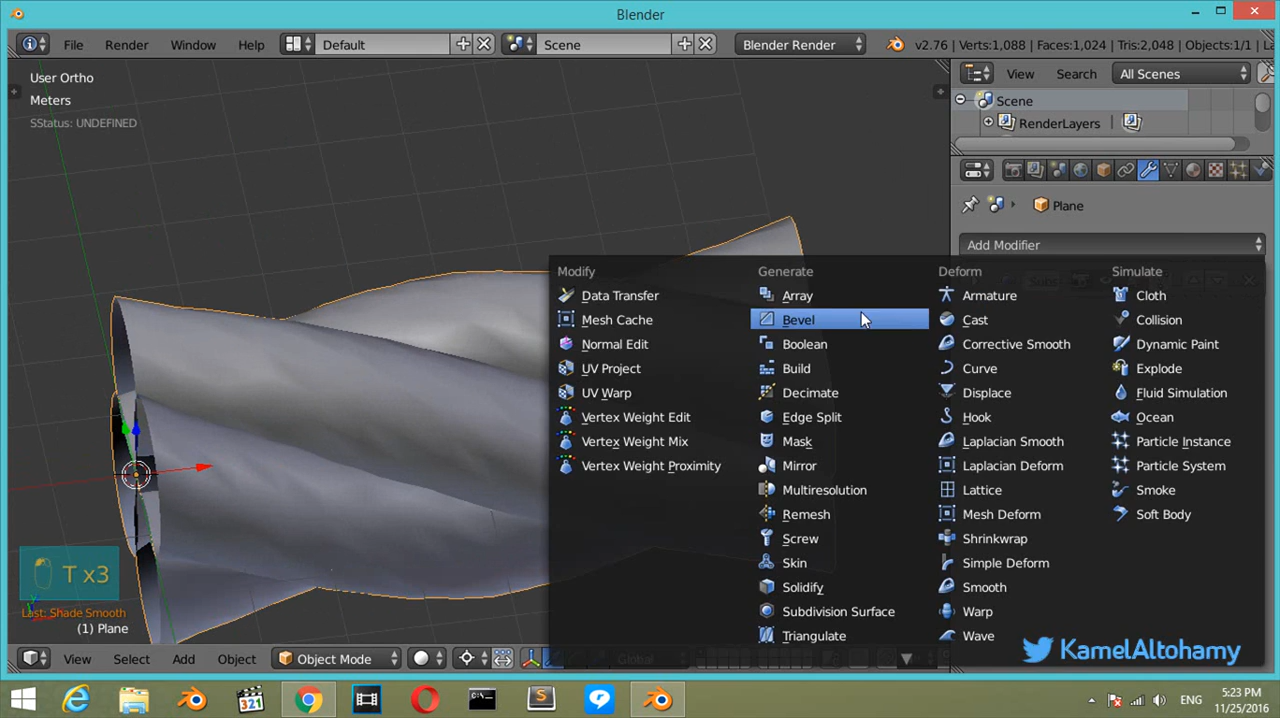 Blender
File Render Window Help Default Scene Blender Render v2.76 | Verts:1,088 | Faces:1,024 | Tris:2,048 | Objects:1/1 | La
User Ortho
Meters
SStatus: UNDEFINED
View Search All Scenes
Scene
RenderLayers
Plane
Add Modifier
Modify
Data Transfer
Mesh Cache
Normal Edit
UV Project
UV Warp
Vertex Weight Edit
Vertex Weight Mix
Vertex Weight Proximity
Generate
Array
Bevel
Boolean
Build
Decimate
Edge Split
Mask
Mirror
Multiresolution
Remesh
Screw
Skin
Solidify
Subdivision Surface
Triangulate
Deform
Armature
Cast
Corrective Smooth
Curve
Displace
Hook
Laplacian Smooth
Laplacian Deform
Lattice
Mesh Deform
Shrinkwrap
Simple Deform
Smooth
Warp
Wave
Simulate
Cloth
Collision
Dynamic Paint
Explode
Fluid Simulation
Ocean
Particle Instance
Particle System
Smoke
Soft Body
T x3
Last: Shade Smooth
(1) Plane
View Select Add Object Object Mode Global
KamelAltohamy
321
ENG
5:23 PM
11/25/2016